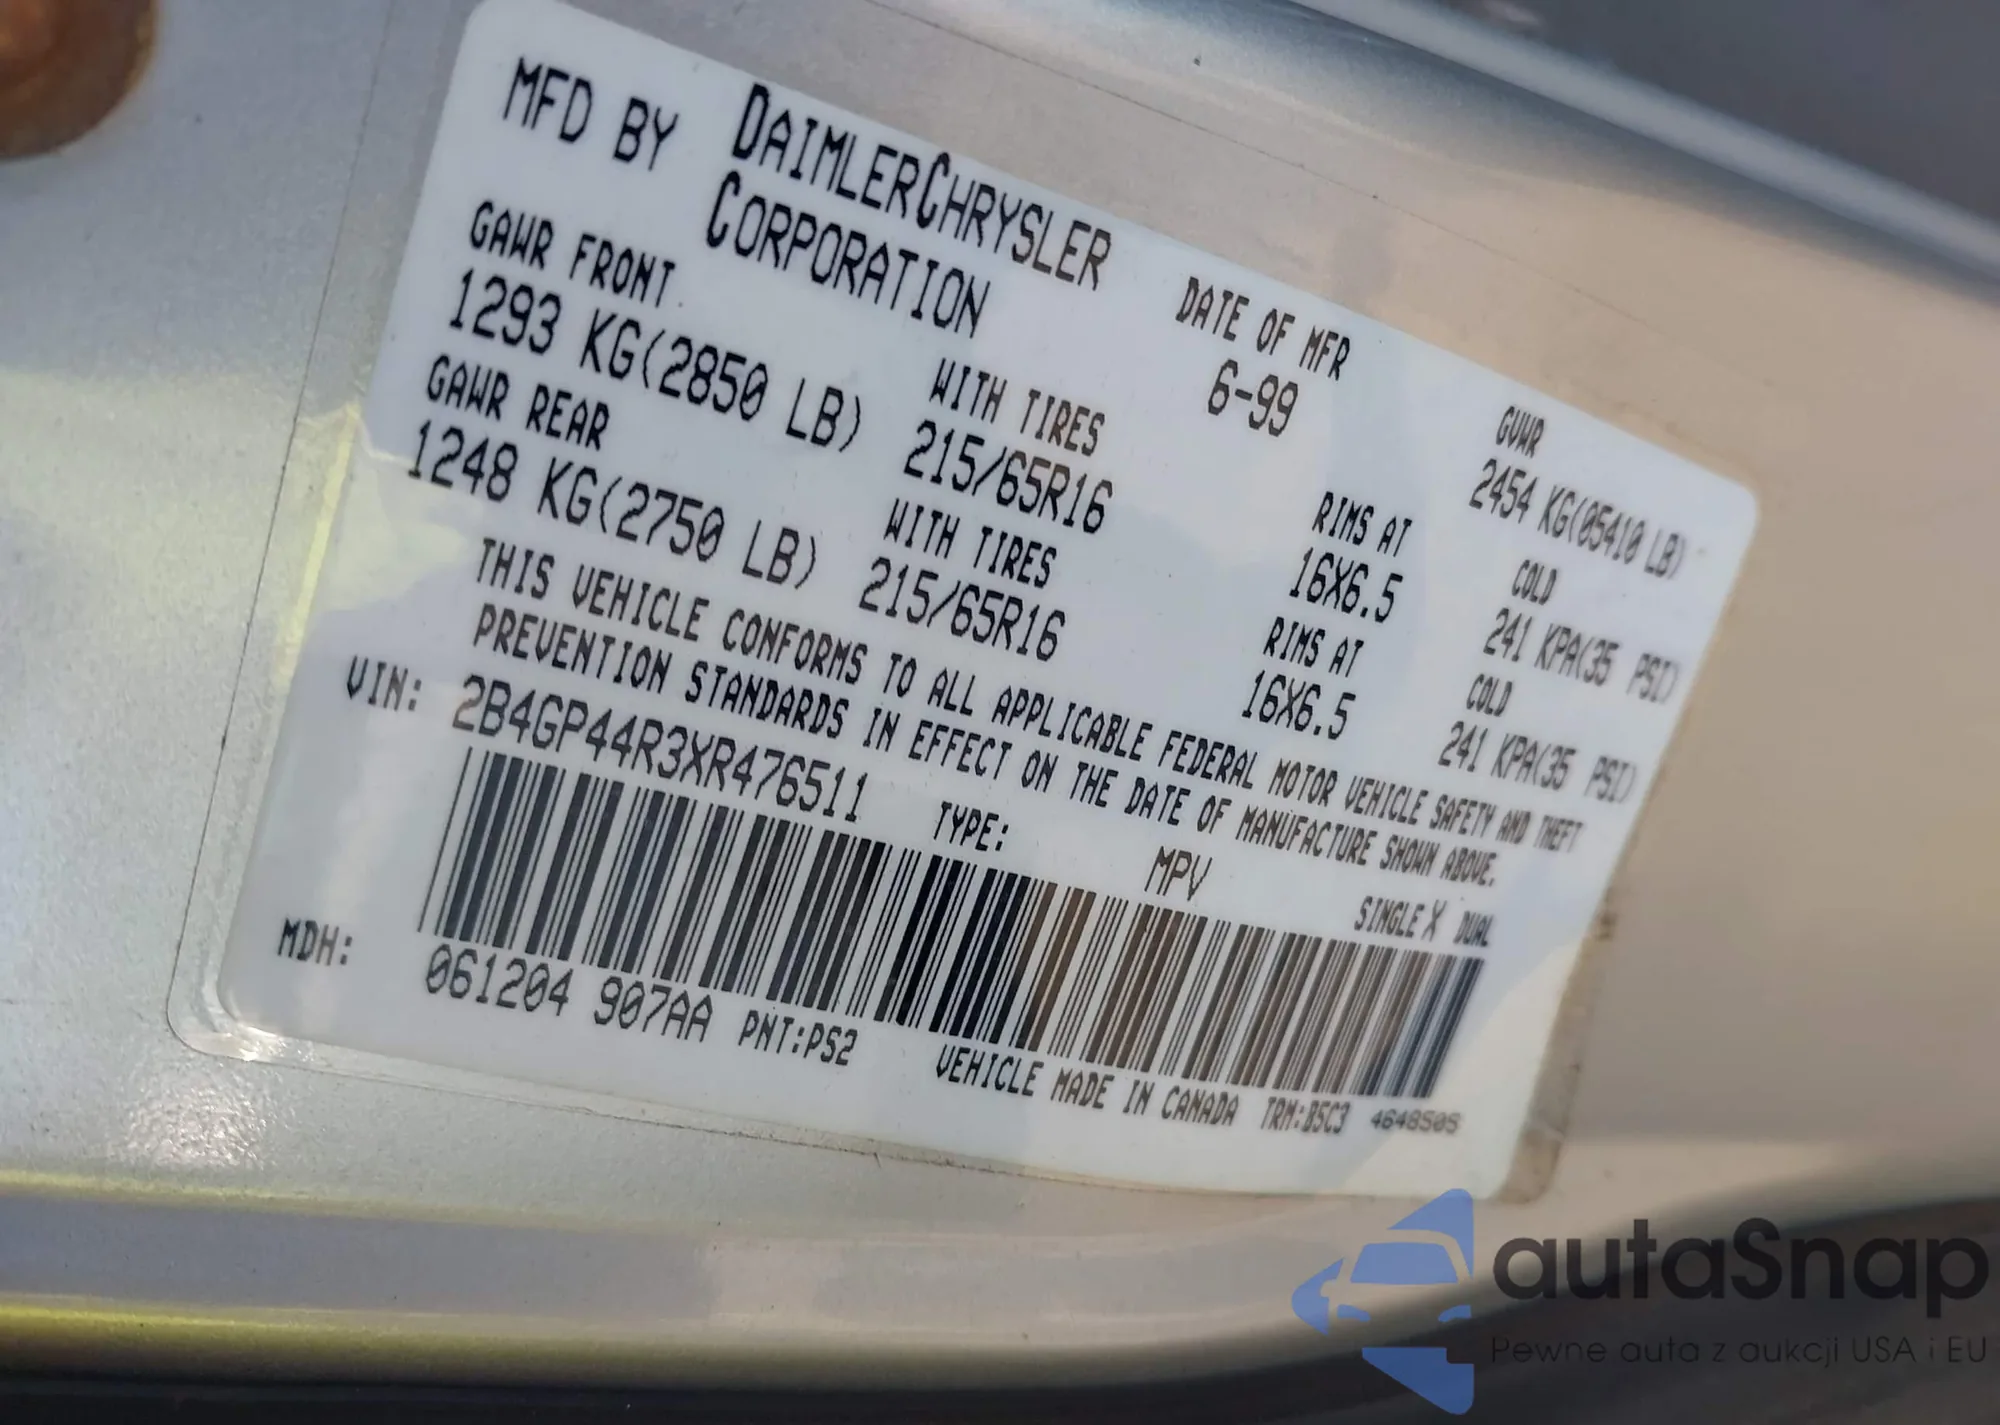 MFD BY DAIMLERCHRYSLER CORPORATION
DATE OF MFR
6-99
GVWR
2454 KG(05410 LB)
GAWR FRONT
1293 KG(2850 LB)
WITH TIRES
215/65R16
RIMS AT
16X6.5
COLD
241 KPA(35 PSI)
GAWR REAR
1248 KG(2750 LB)
WITH TIRES
215/65R16
RIMS AT
16X6.5
COLD
241 KPA(35 PSI)
THIS VEHICLE CONFORMS TO ALL APPLICABLE FEDERAL MOTOR VEHICLE SAFETY AND THEFT
PREVENTION STANDARDS IN EFFECT ON THE DATE OF MANUFACTURE SHOWN ABOVE.
VIN: 2B4GP44R3XR476511
TYPE: MPV
SINGLE X DUAL
MDH: 061204 907AA PNT:PS2
VEHICLE MADE IN CANADA TRM:B5C3
autaSnap
Pewne auta z aukcji USA i EU